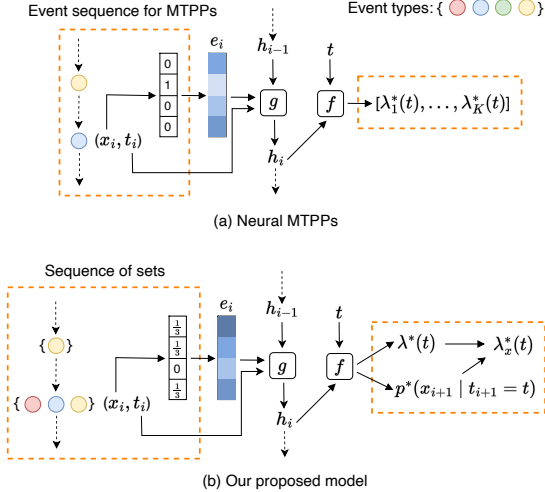 Event sequence for MTPPs
Event types: { }
e_i
h_{i-1}
t
0
1
0
0
(x_i, t_i)
g
f
[λ*_1(t), . . . , λ*_K(t)]
h_i
(a) Neural MTPPs
Sequence of sets
e_i
h_{i-1}
t
{ }
1/3
1/3
0
1/3
λ*(t)
λ*_x(t)
g
f
{ }
(x_i, t_i)
p*(x_{i+1} | t_{i+1} = t)
h_i
(b) Our proposed model